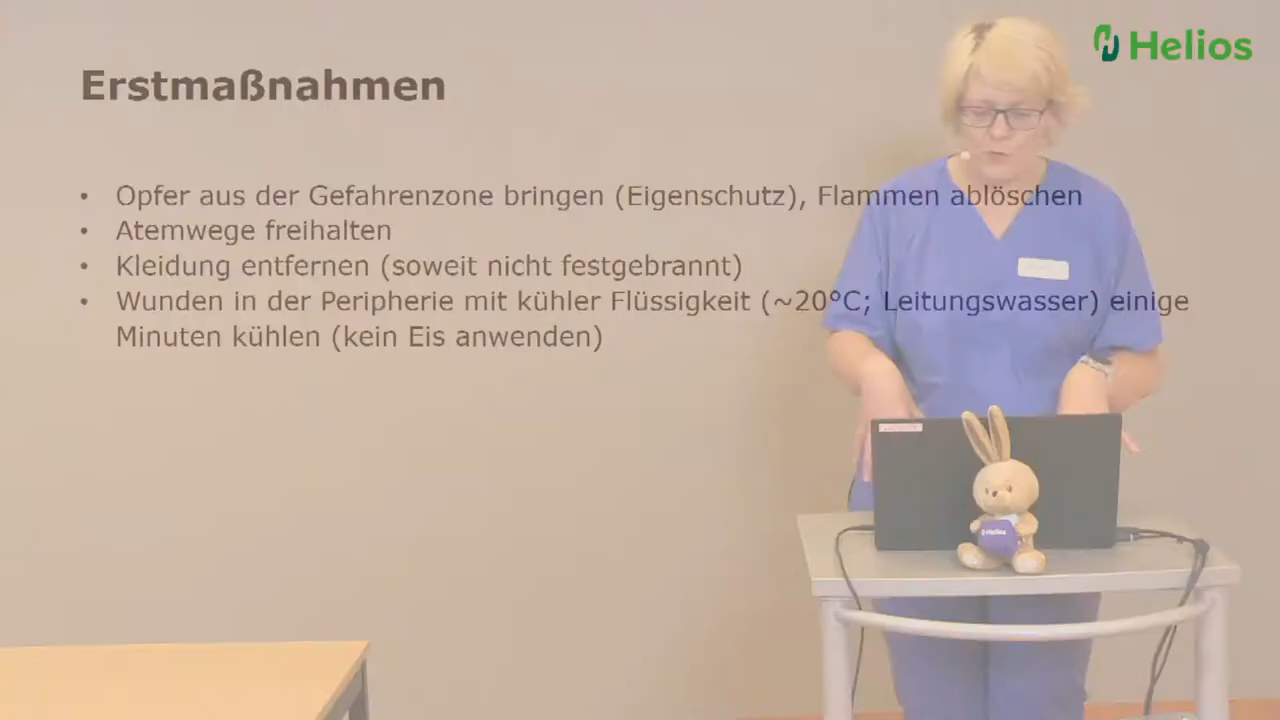 Helios
Erstmaßnahmen
• Opfer aus der Gefahrenzone bringen (Eigenschutz), Flammen ablöschen
• Atemwege freihalten
• Kleidung entfernen (soweit nicht festgebrannt)
• Wunden in der Peripherie mit kühler Flüssigkeit (~20°C; Leitungswasser) einige
Minuten kühlen (kein Eis anwenden)
Helios